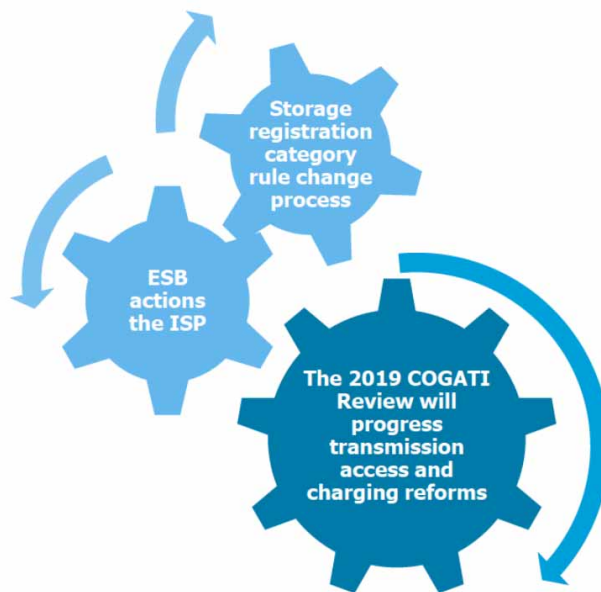 Storage
registration
category
rule change
process
ESB
actions
the ISP
The 2019 COGATI
Review will
progress
transmission
access and
charging reforms